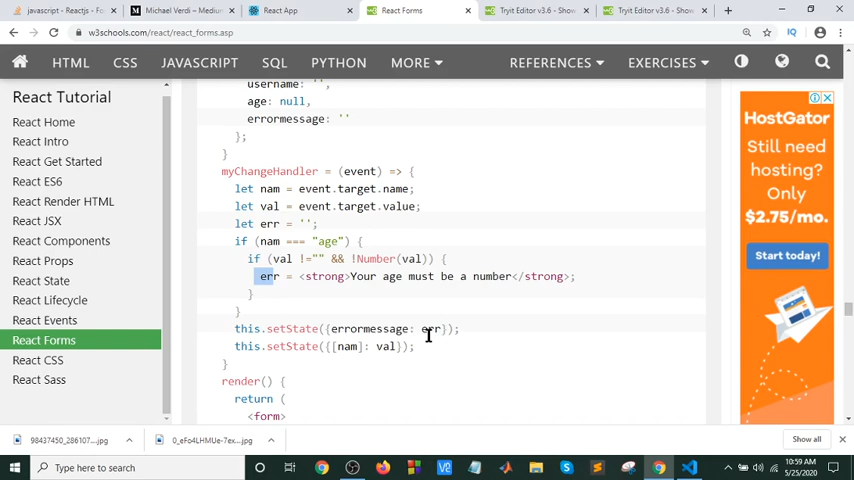 javascript - Reactjs - Fo
Michael Verdi – Medium
React App
React Forms
Tryit Editor v3.6 - Show
Tryit Editor v3.6 - Show
w3schools.com/react/react_forms.asp
HTML CSS JAVASCRIPT SQL PYTHON MORE REFERENCES EXERCISES
React Tutorial
React Home
React Intro
React Get Started
React ES6
React Render HTML
React JSX
React Components
React Props
React State
React Lifecycle
React Events
React Forms
React CSS
React Sass
username: '',
age: null,
errormessage: ''
};
}
myChangeHandler = (event) => {
let nam = event.target.name;
let val = event.target.value;
let err = '';
if (nam === "age") {
if (val !="" && !Number(val)) {
err = <strong>Your age must be a number</strong>;
}
}
this.setState({errormessage: err});
this.setState({[nam]: val});
}
render() {
return (
<form>
HostGator
Still need
hosting?
Only
$2.75/mo.
Start today!
98437450_286107....jpg
0_eFo4LHMUe-7ex....jpg
Show all
Type here to search
10:59 AM
5/25/2020